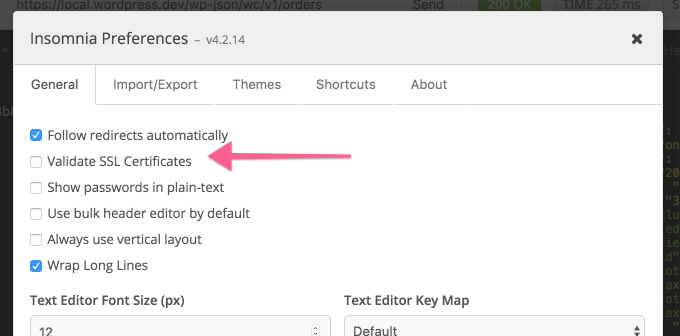 https://local.wordpress.dev/wp-json/wc/v1/orders Send 200 OK TIME 265 ms
Insomnia Preferences – v4.2.14
General Import/Export Themes Shortcuts About
Follow redirects automatically
Validate SSL Certificates
Show passwords in plain-text
Use bulk header editor by default
Always use vertical layout
Wrap Long Lines
Text Editor Font Size (px) Text Editor Key Map
12 Default